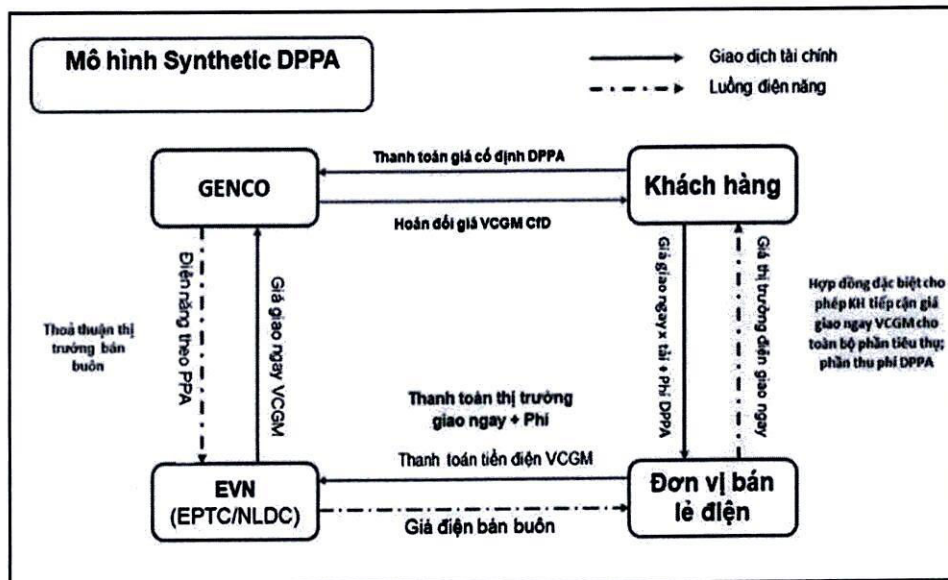 Mô hình Synthetic DPPA
Giao dịch tài chính
Luồng điện năng
GENCO
Thanh toán giá cố định DPPA
Hoán đổi giá VCGM CfD
Khách hàng
Điện năng theo PPA
Giá giao ngay VCGM
Giá giao ngay x tải + Phí DPPA
Giá thị trường điện giao ngay
Thoả thuận thị
trường bán
buôn
Hợp đồng đặc biệt cho
phép KH tiếp cận giá
giao ngay VCGM cho
toàn bộ phần tiêu thụ;
phần thu phí DPPA
Thanh toán thị trường
giao ngay + Phí
Thanh toán tiền điện VCGM
Giá điện bán buôn
EVN
(EPTC/NLDC)
Đơn vị bán
lẻ điện